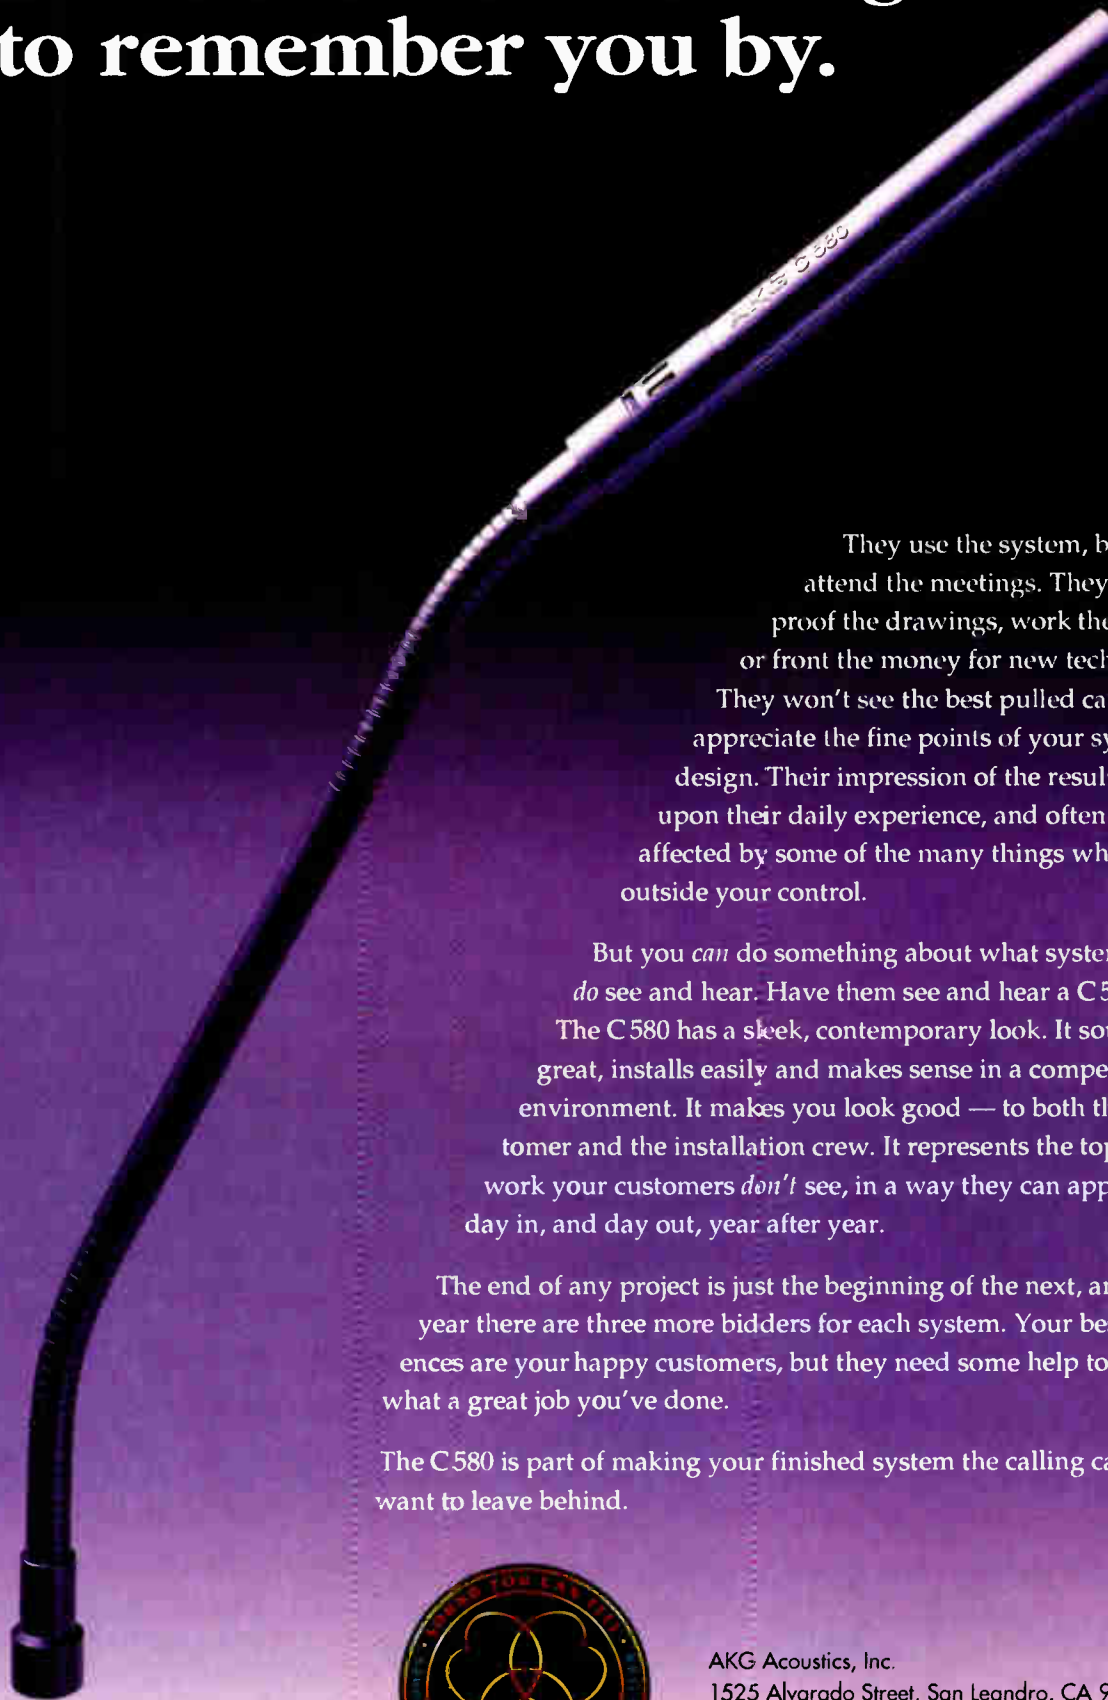 to remember you by.
AKG C 580
They use the system, b
attend the meetings. They
proof the drawings, work the
or front the money for new tech
They won't see the best pulled ca
appreciate the fine points of your sy
design. Their impression of the resul
upon their daily experience, and often
affected by some of the many things wh
outside your control.
But you can do something about what syste
do see and hear. Have them see and hear a C 5
The C 580 has a sleek, contemporary look. It sou
great, installs easily and makes sense in a compe
environment. It makes you look good — to both th
tomer and the installation crew. It represents the top
work your customers don't see, in a way they can app
day in, and day out, year after year.
The end of any project is just the beginning of the next, an
year there are three more bidders for each system. Your be
ences are your happy customers, but they need some help to
what a great job you've done.
The C 580 is part of making your finished system the calling ca
want to leave behind.
SOUND YOU CAN FEEL
AKG Acoustics, Inc.
1525 Alvarado Street, San Leandro, CA 9